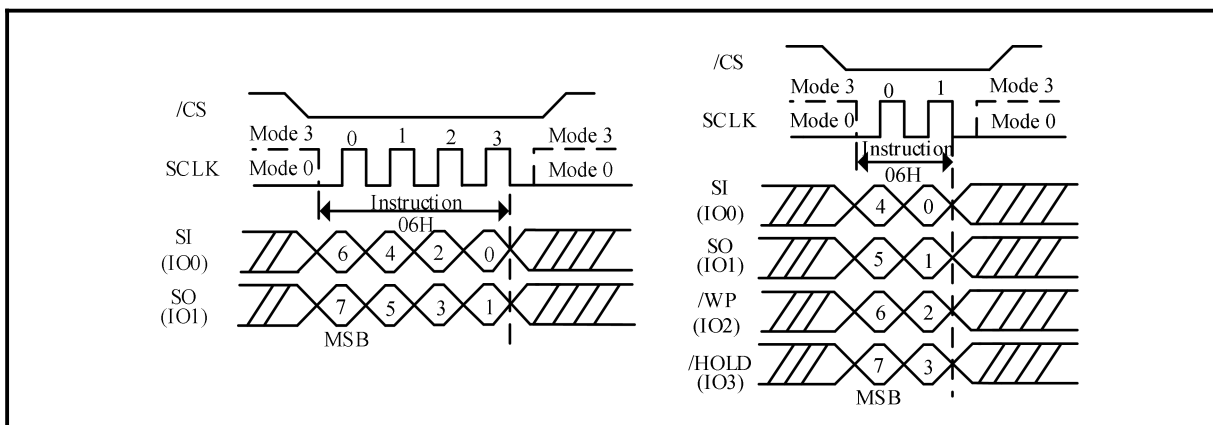 /CS
Mode 3 0 1 2 3 Mode 3
SCLK Mode 0 Mode 0
Instruction
06H
SI
(IO0) 6 4 2 0
SO
(IO1) 7 5 3 1
MSB
/CS
Mode 3 0 1 Mode 3
SCLK Mode 0 Mode 0
Instruction
06H
SI
(IO0) 4 0
SO
(IO1) 5 1
/WP
(IO2) 6 2
/HOLD
(IO3) 7 3
MSB